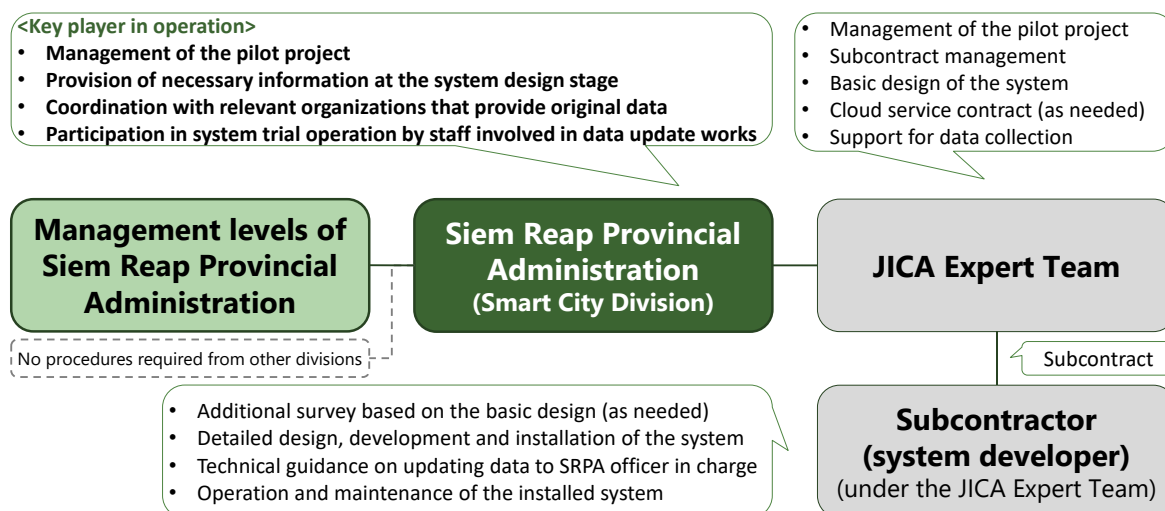 <Key player in operation>
• Management of the pilot project
• Provision of necessary information at the system design stage
• Coordination with relevant organizations that provide original data
• Participation in system trial operation by staff involved in data update works
• Management of the pilot project
• Subcontract management
• Basic design of the system
• Cloud service contract (as needed)
• Support for data collection
Management levels of
Siem Reap Provincial
Administration
Siem Reap Provincial
Administration
(Smart City Division)
JICA Expert Team
No procedures required from other divisions
Subcontract
• Additional survey based on the basic design (as needed)
• Detailed design, development and installation of the system
• Technical guidance on updating data to SRPA officer in charge
• Operation and maintenance of the installed system
Subcontractor
(system developer)
(under the JICA Expert Team)